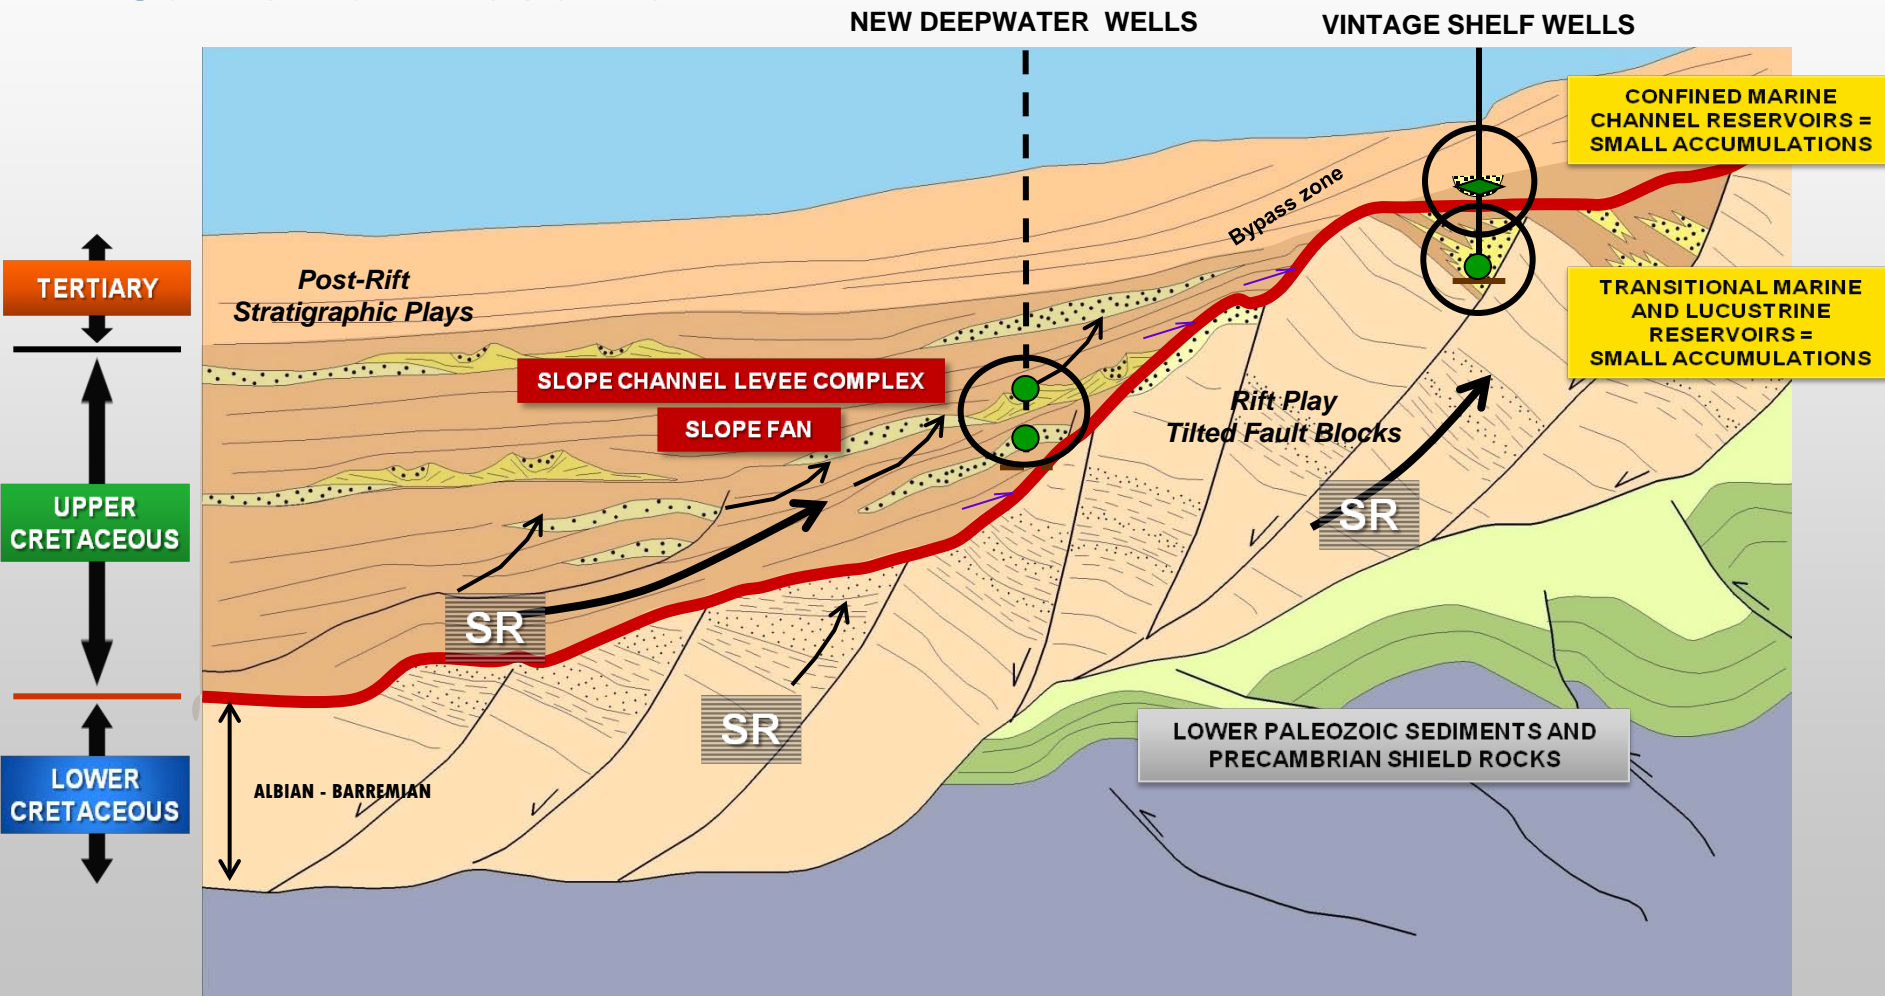 NEW DEEPWATER WELLS
VINTAGE SHELF WELLS
CONFINED MARINE
CHANNEL RESERVOIRS =
SMALL ACCUMULATIONS
Bypass zone
TERTIARY
Post-Rift
Stratigraphic Plays
TRANSITIONAL MARINE
AND LUCUSTRINE
RESERVOIRS =
SMALL ACCUMULATIONS
SLOPE CHANNEL LEVEE COMPLEX
SLOPE FAN
Rift Play
Tilted Fault Blocks
UPPER
CRETACEOUS
SR
SR
SR
LOWER PALEOZOIC SEDIMENTS AND
PRECAMBRIAN SHIELD ROCKS
LOWER
CRETACEOUS
ALBIAN - BARREMIAN